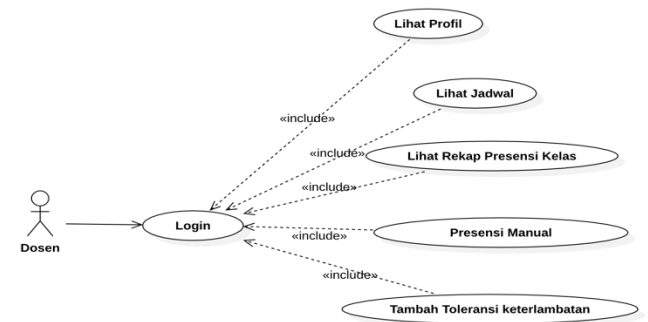 Lihat Profil
Lihat Jadwal
«include»
«include»
Lihat Rekap Presensi Kelas
«include»
Login
Presensi Manual
«include»
Dosen
«include»
Tambah Toleransi keterlambatan